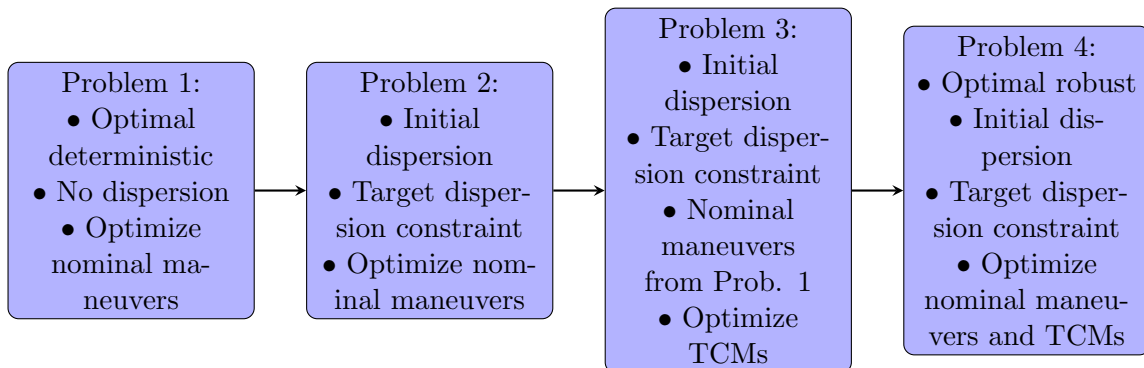 Problem 1:
• Optimal
deterministic
• No dispersion
• Optimize
nominal ma-
neuvers
Problem 2:
• Initial
dispersion
• Target disper-
sion constraint
• Optimize nom-
inal maneuvers
Problem 3:
• Initial
dispersion
• Target disper-
sion constraint
• Nominal
maneuvers
from Prob. 1
• Optimize
TCMs
Problem 4:
• Optimal robust
• Initial dis-
persion
• Target disper-
sion constraint
• Optimize
nominal maneu-
vers and TCMs